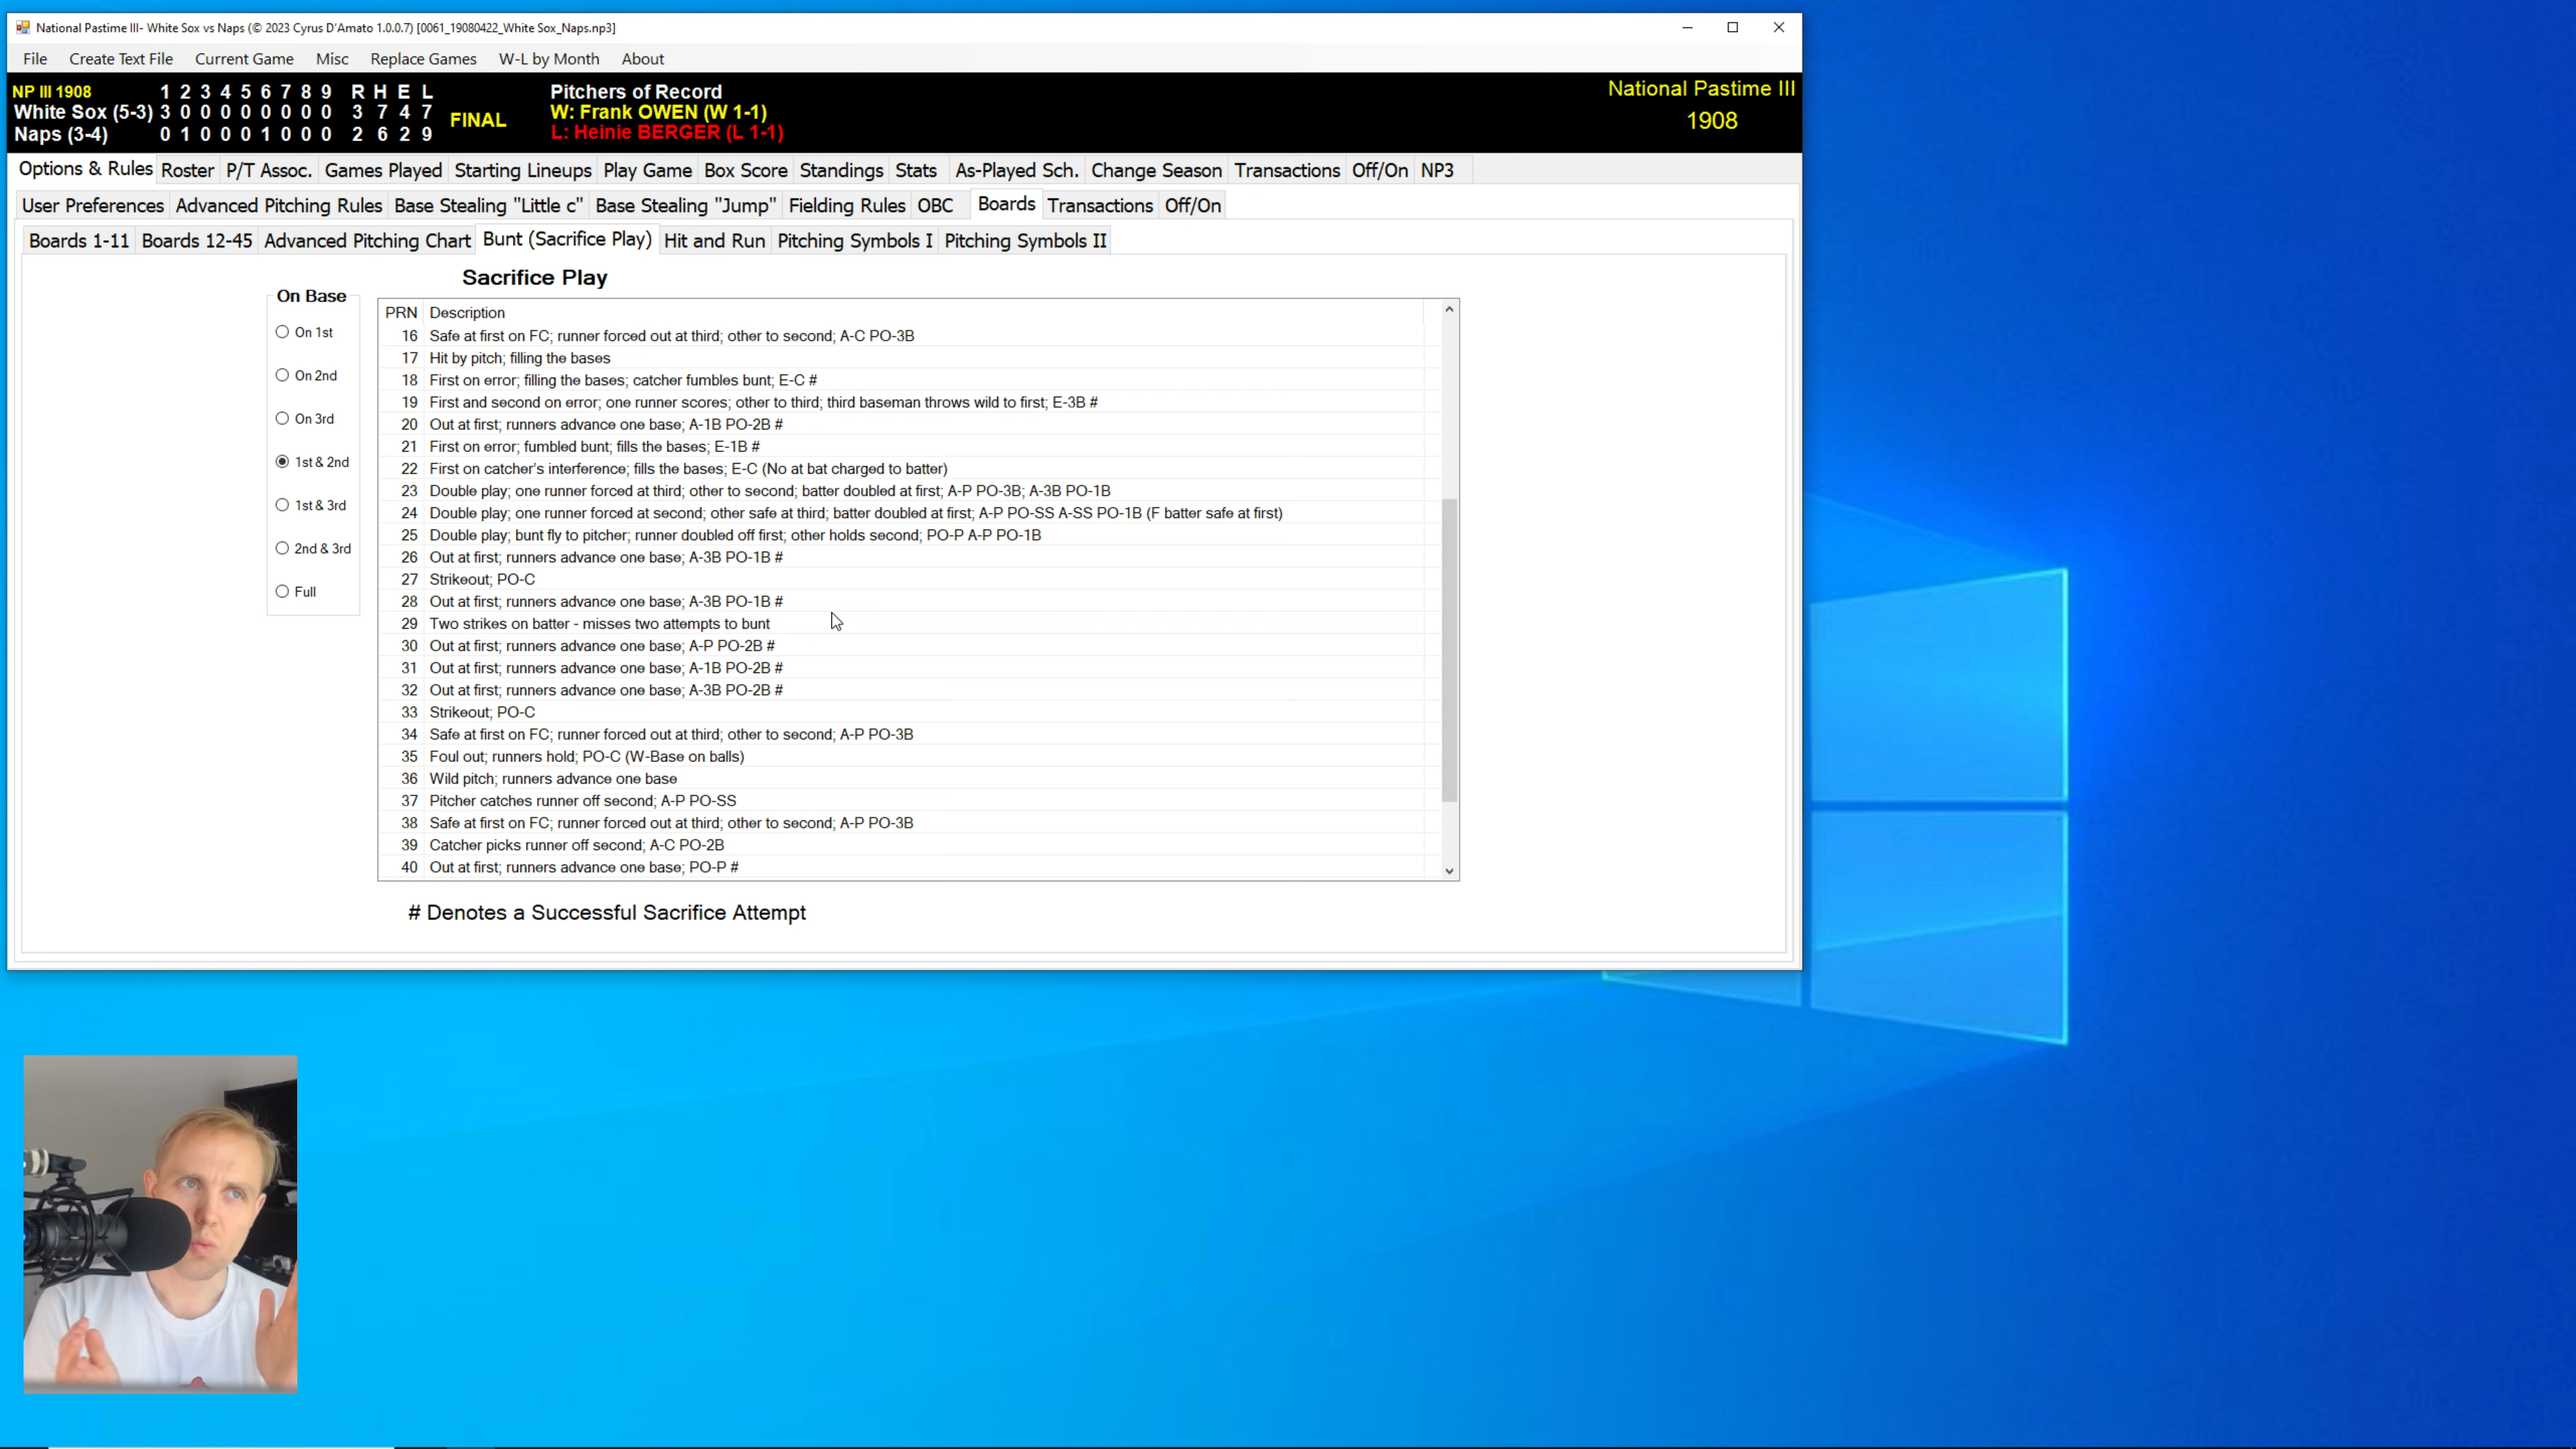 National Pastime III- White Sox vs Naps (© 2023 Cyrus D'Amato 1.0.0.7) [0061_19080422_White Sox_Naps.np3]
File Create Text File Current Game Misc Replace Games W-L by Month About
NP III 1908 1 2 3 4 5 6 7 8 9 R H E L
White Sox (5-3) 3 0 0 0 0 0 0 0 0 3 7 4 7
Naps (3-4) 0 1 0 0 0 1 0 0 0 2 6 2 9
FINAL
Pitchers of Record
W: Frank OWEN (W 1-1)
L: Heinie BERGER (L 1-1)
National Pastime III
1908
Options & Rules Roster P/T Assoc. Games Played Starting Lineups Play Game Box Score Standings Stats As-Played Sch. Change Season Transactions Off/On NP3
User Preferences Advanced Pitching Rules Base Stealing "Little c" Base Stealing "Jump" Fielding Rules OBC Boards Transactions Off/On
Boards 1-11 Boards 12-45 Advanced Pitching Chart Bunt (Sacrifice Play) Hit and Run Pitching Symbols I Pitching Symbols II
Sacrifice Play
On Base
On 1st
On 2nd
On 3rd
1st & 2nd
1st & 3rd
2nd & 3rd
Full
PRN Description
16 Safe at first on FC; runner forced out at third; other to second; A-C PO-3B
17 Hit by pitch; filling the bases
18 First on error; filling the bases; catcher fumbles bunt; E-C #
19 First and second on error; one runner scores; other to third; third baseman throws wild to first; E-3B #
20 Out at first; runners advance one base; A-1B PO-2B #
21 First on error; fumbled bunt; fills the bases; E-1B #
22 First on catcher's interference; fills the bases; E-C (No at bat charged to batter)
23 Double play; one runner forced at third; other to second; batter doubled at first; A-P PO-3B; A-3B PO-1B
24 Double play; one runner forced at second; other safe at third; batter doubled at first; A-P PO-SS A-SS PO-1B (F batter safe at first)
25 Double play; bunt fly to pitcher; runner doubled off first; other holds second; PO-P A-P PO-1B
26 Out at first; runners advance one base; A-3B PO-1B #
27 Strikeout; PO-C
28 Out at first; runners advance one base; A-3B PO-1B #
29 Two strikes on batter - misses two attempts to bunt
30 Out at first; runners advance one base; A-P PO-2B #
31 Out at first; runners advance one base; A-1B PO-2B #
32 Out at first; runners advance one base; A-3B PO-2B #
33 Strikeout; PO-C
34 Safe at first on FC; runner forced out at third; other to second; A-P PO-3B
35 Foul out; runners hold; PO-C (W-Base on balls)
36 Wild pitch; runners advance one base
37 Pitcher catches runner off second; A-P PO-SS
38 Safe at first on FC; runner forced out at third; other to second; A-P PO-3B
39 Catcher picks runner off second; A-C PO-2B
40 Out at first; runners advance one base; PO-P #
# Denotes a Successful Sacrifice Attempt